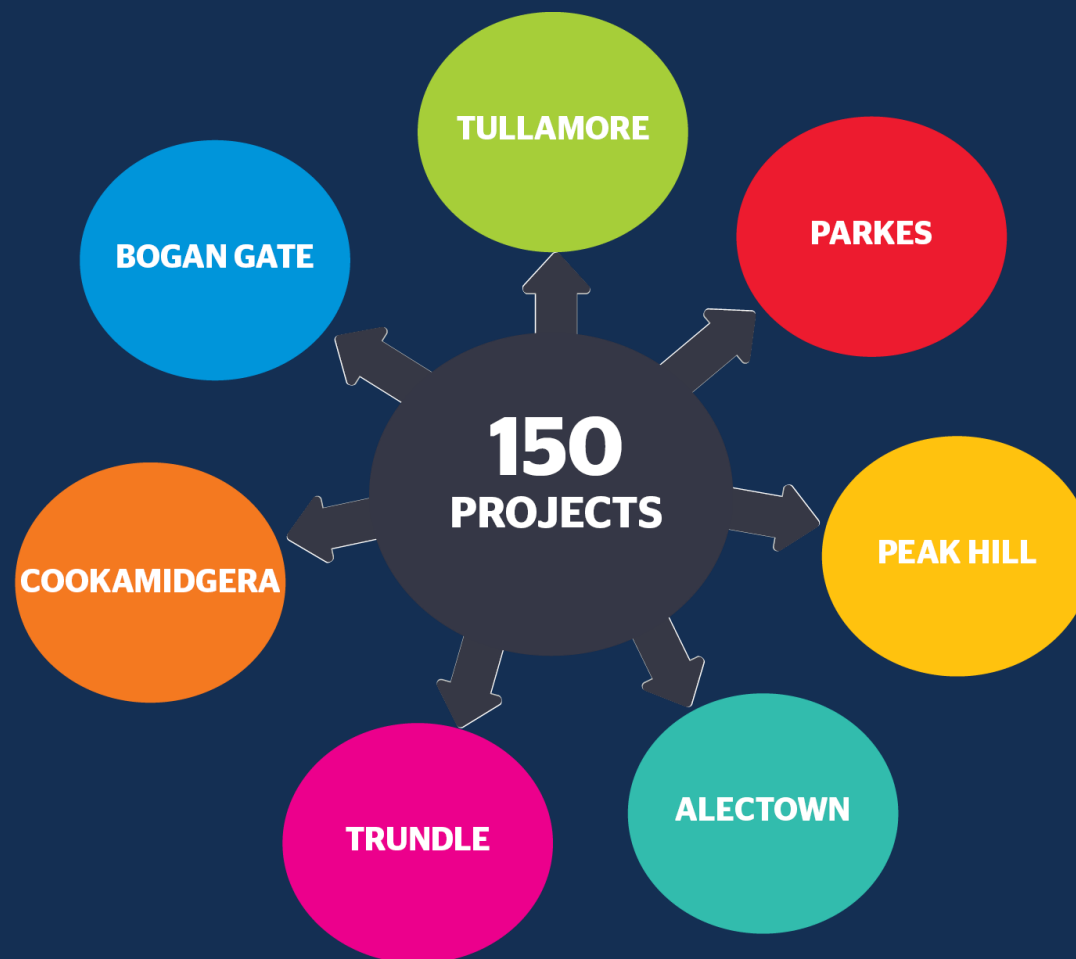 TULLAMORE
PARKES
BOGAN GATE
150
PROJECTS
PEAK HILL
COOKAMIDGERA
ALECTOWN
TRUNDLE